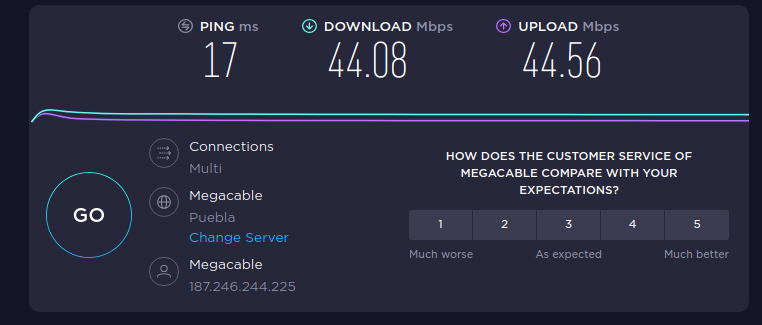 PING ms
DOWNLOAD Mbps
UPLOAD Mbps
17
44.08
44.56
GO
Connections
Multi
Megacable
Puebla
Change Server
Megacable
187.246.244.225
HOW DOES THE CUSTOMER SERVICE OF
MEGACABLE COMPARE WITH YOUR
EXPECTATIONS?
1 2 3 4 5
Much worse As expected Much better